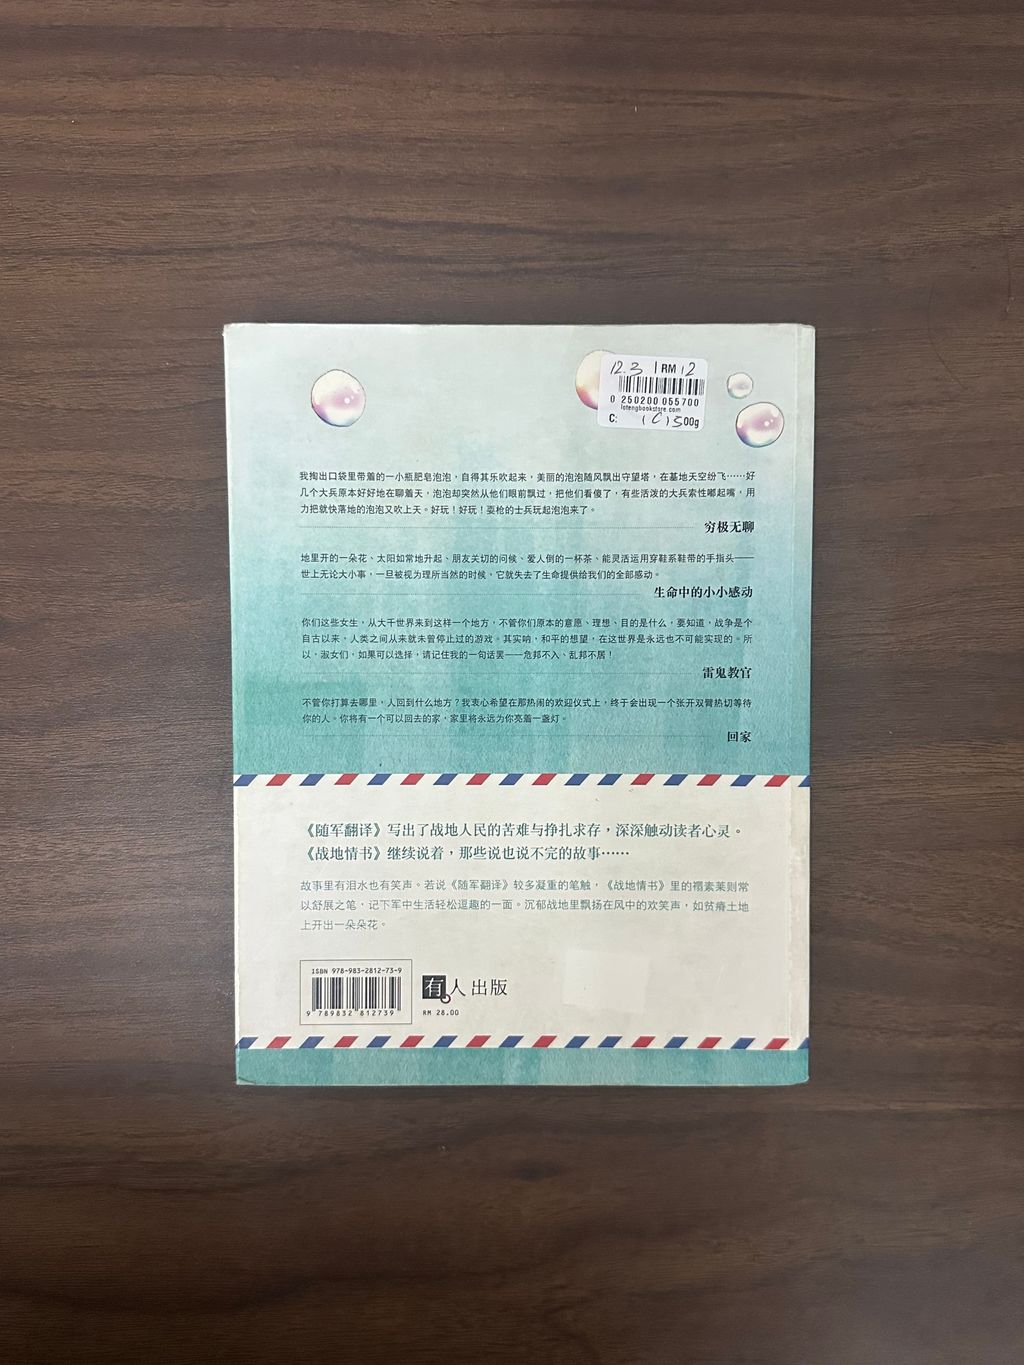 12.3 | RM 12
0 250200 055700
lotengbookstore.com
C: 500g
我掏出口袋里带着的一小瓶肥皂泡泡，自得其乐吹起来，美丽的泡泡随风飘出守望塔，在基地天空纷飞……好
几个大兵原本好好地在聊着天，泡泡却突然从他们眼前飘过，把他们看傻了，有些活泼的大兵索性嘟起嘴，用
力把就快落地的泡泡又吹上天。好玩！好玩！耍枪的士兵玩起泡泡来了。
穷极无聊
地里开的一朵花、太阳如常地升起、朋友关切的问候、爱人倒的一杯茶、能灵活运用穿鞋系鞋带的手指头——
世上无论大小事，一旦被视为理所当然的时候，它就失去了生命提供给我们的全部感动。
生命中的小小感动
你们这些女生，从大千世界来到这样一个地方，不管你们原本的意愿、理想、目的是什么，要知道，战争是个
自古以来，人类之间从来就未曾停止过的游戏。其实呐，和平的想望，在这世界是永远也不可能实现的。所
以，淑女们，如果可以选择，请记住我的一句话罢——危邦不入、乱邦不居！
雷鬼教官
不管你打算去哪里，人回到什么地方？我衷心希望在那热闹的欢迎仪式上，终于会出现一个张开双臂热切等待
你的人。你将有一个可以回去的家，家里将永远为你亮着一盏灯。
回家
《随军翻译》写出了战地人民的苦难与挣扎求存，深深触动读者心灵。
《战地情书》继续说着，那些说也说不完的故事……
故事里有泪水也有笑声。若说《随军翻译》较多凝重的笔触，《战地情书》里的禤素莱则常
以舒展之笔，记下军中生活轻松逗趣的一面。沉郁战地里飘扬在风中的欢笑声，如贫瘠土地
上开出一朵朵花。
ISBN 978-983-2812-73-9
9 789832 812739
有人出版
RM 28.00